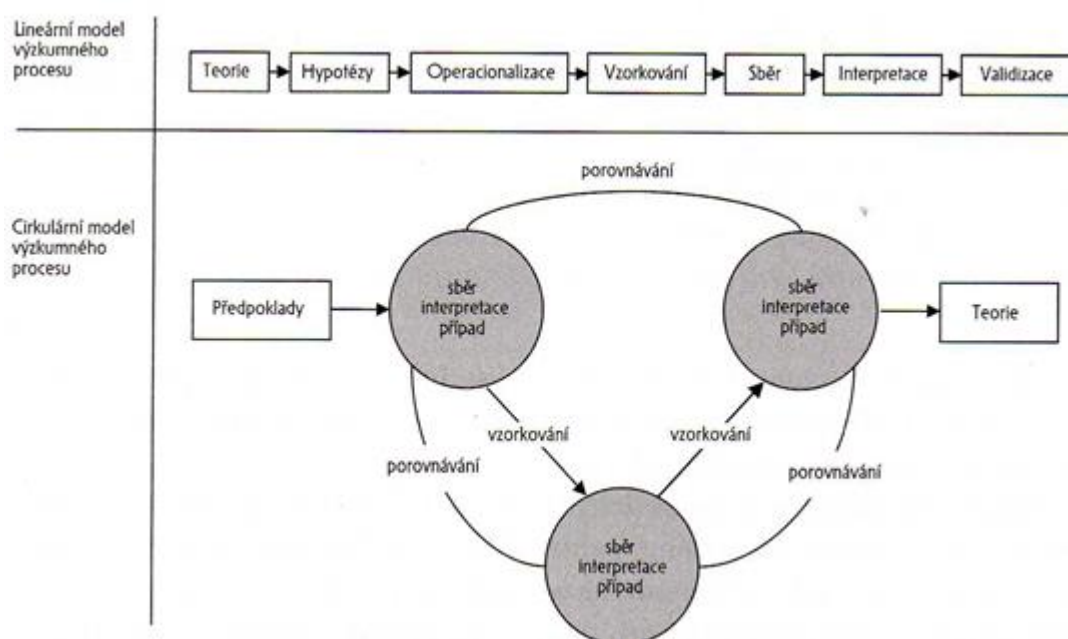 Lineární model
výzkumného
procesu
Teorie
Hypotézy
Operacionalizace
Vzorkování
Sběr
Interpretace
Validizace
Cirkulární model
výzkumného
procesu
porovnávání
Předpoklady
sběr
interpretace
případ
sběr
interpretace
případ
Teorie
vzorkování
vzorkování
porovnávání
porovnávání
sběr
interpretace
případ